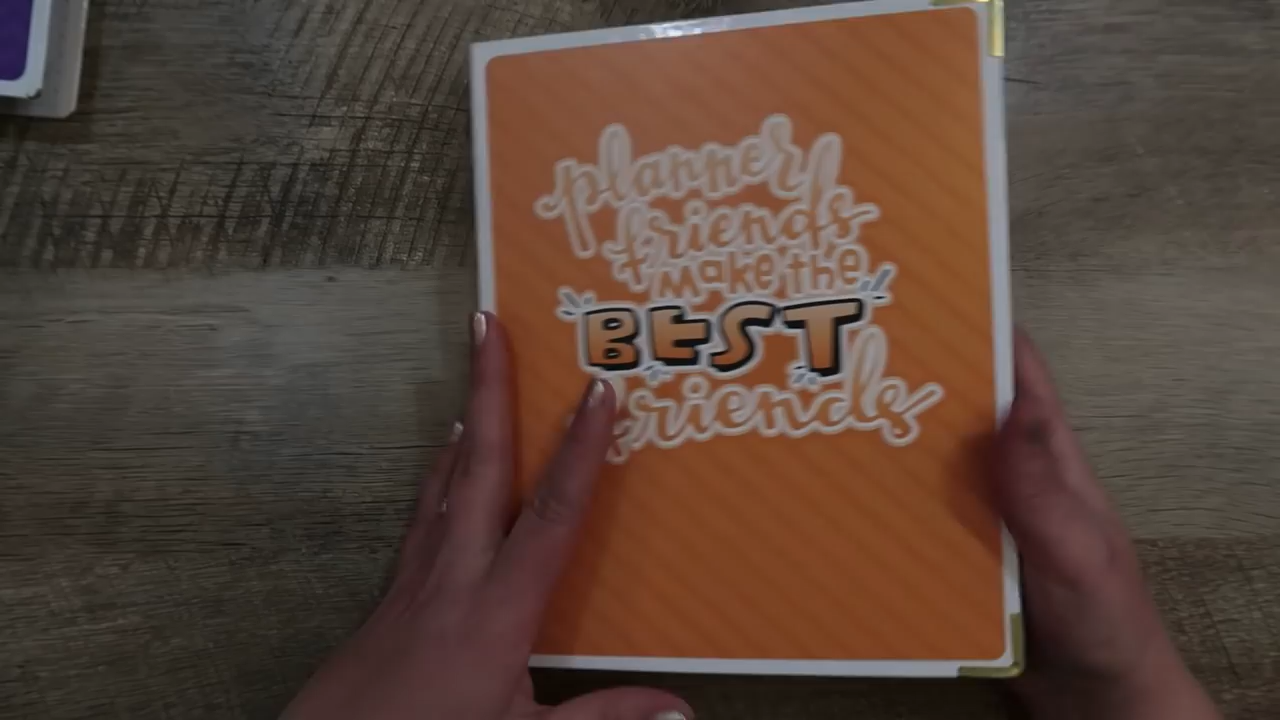 planner
friends
make the
BEST
friends